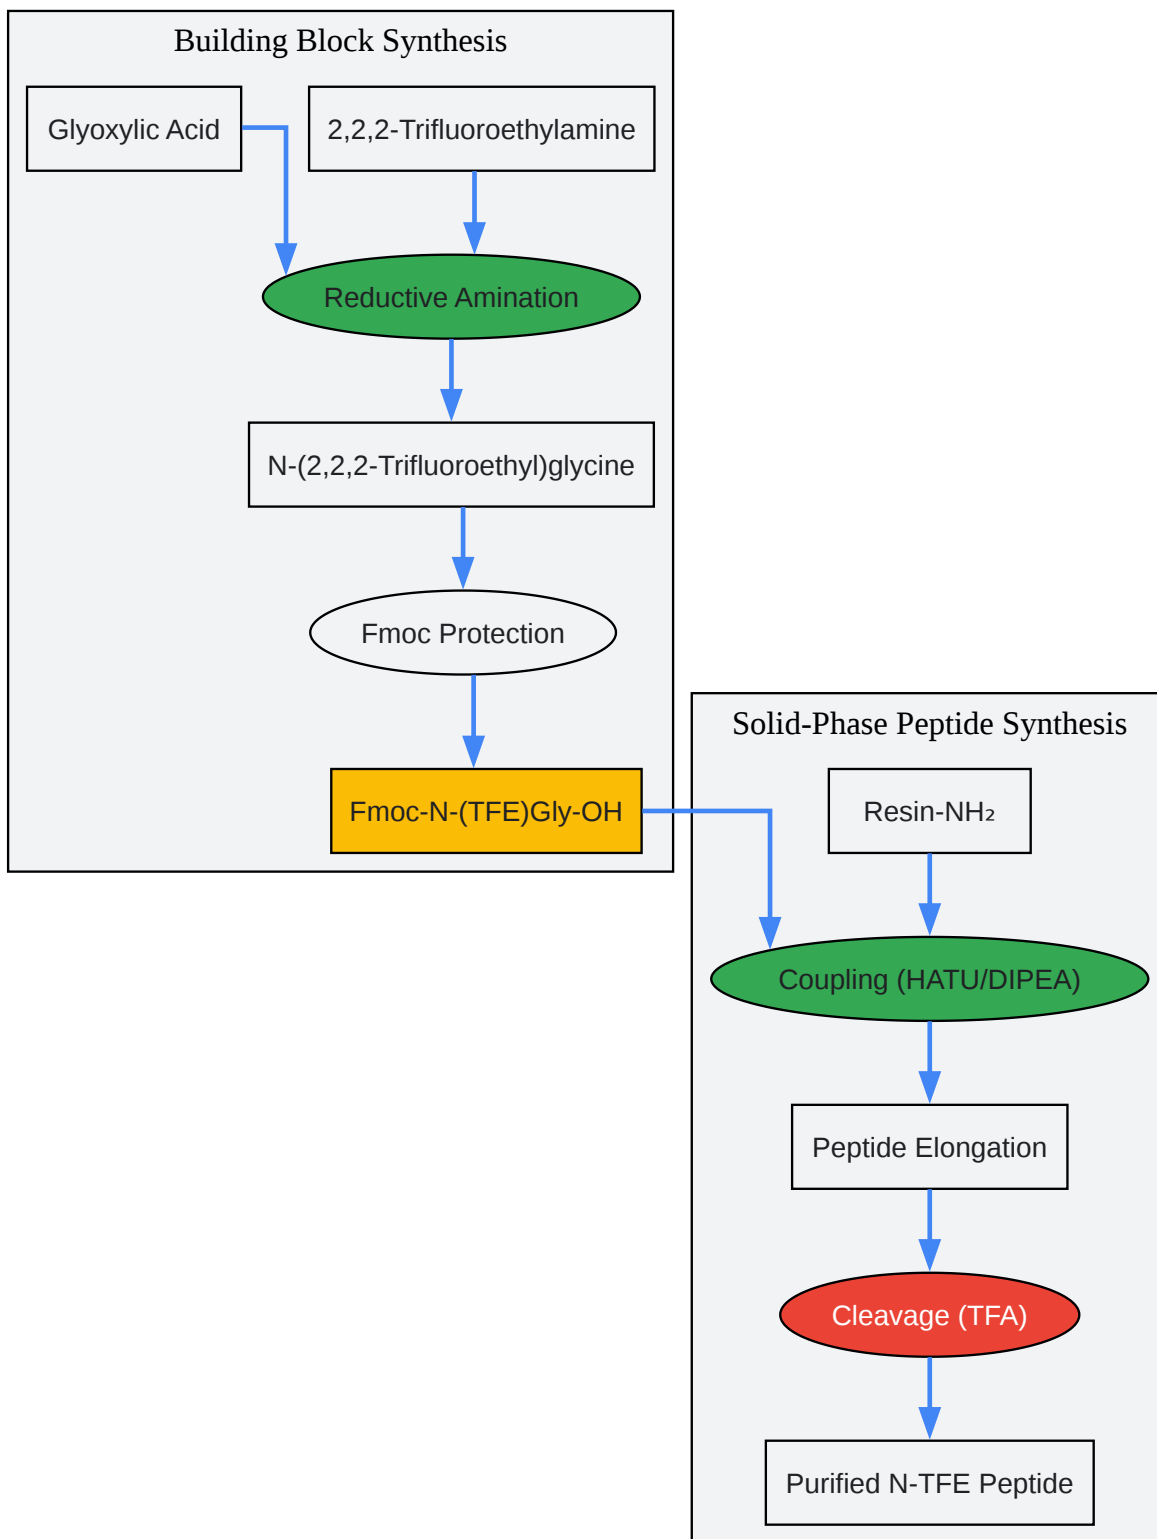 Building Block Synthesis
Glyoxylic Acid
2,2,2-Trifluoroethylamine
Reductive Amination
N-(2,2,2-Trifluoroethyl)glycine
Fmoc Protection
Fmoc-N-(TFE)Gly-OH
Solid-Phase Peptide Synthesis
Resin-NH₂
Coupling (HATU/DIPEA)
Peptide Elongation
Cleavage (TFA)
Purified N-TFE Peptide